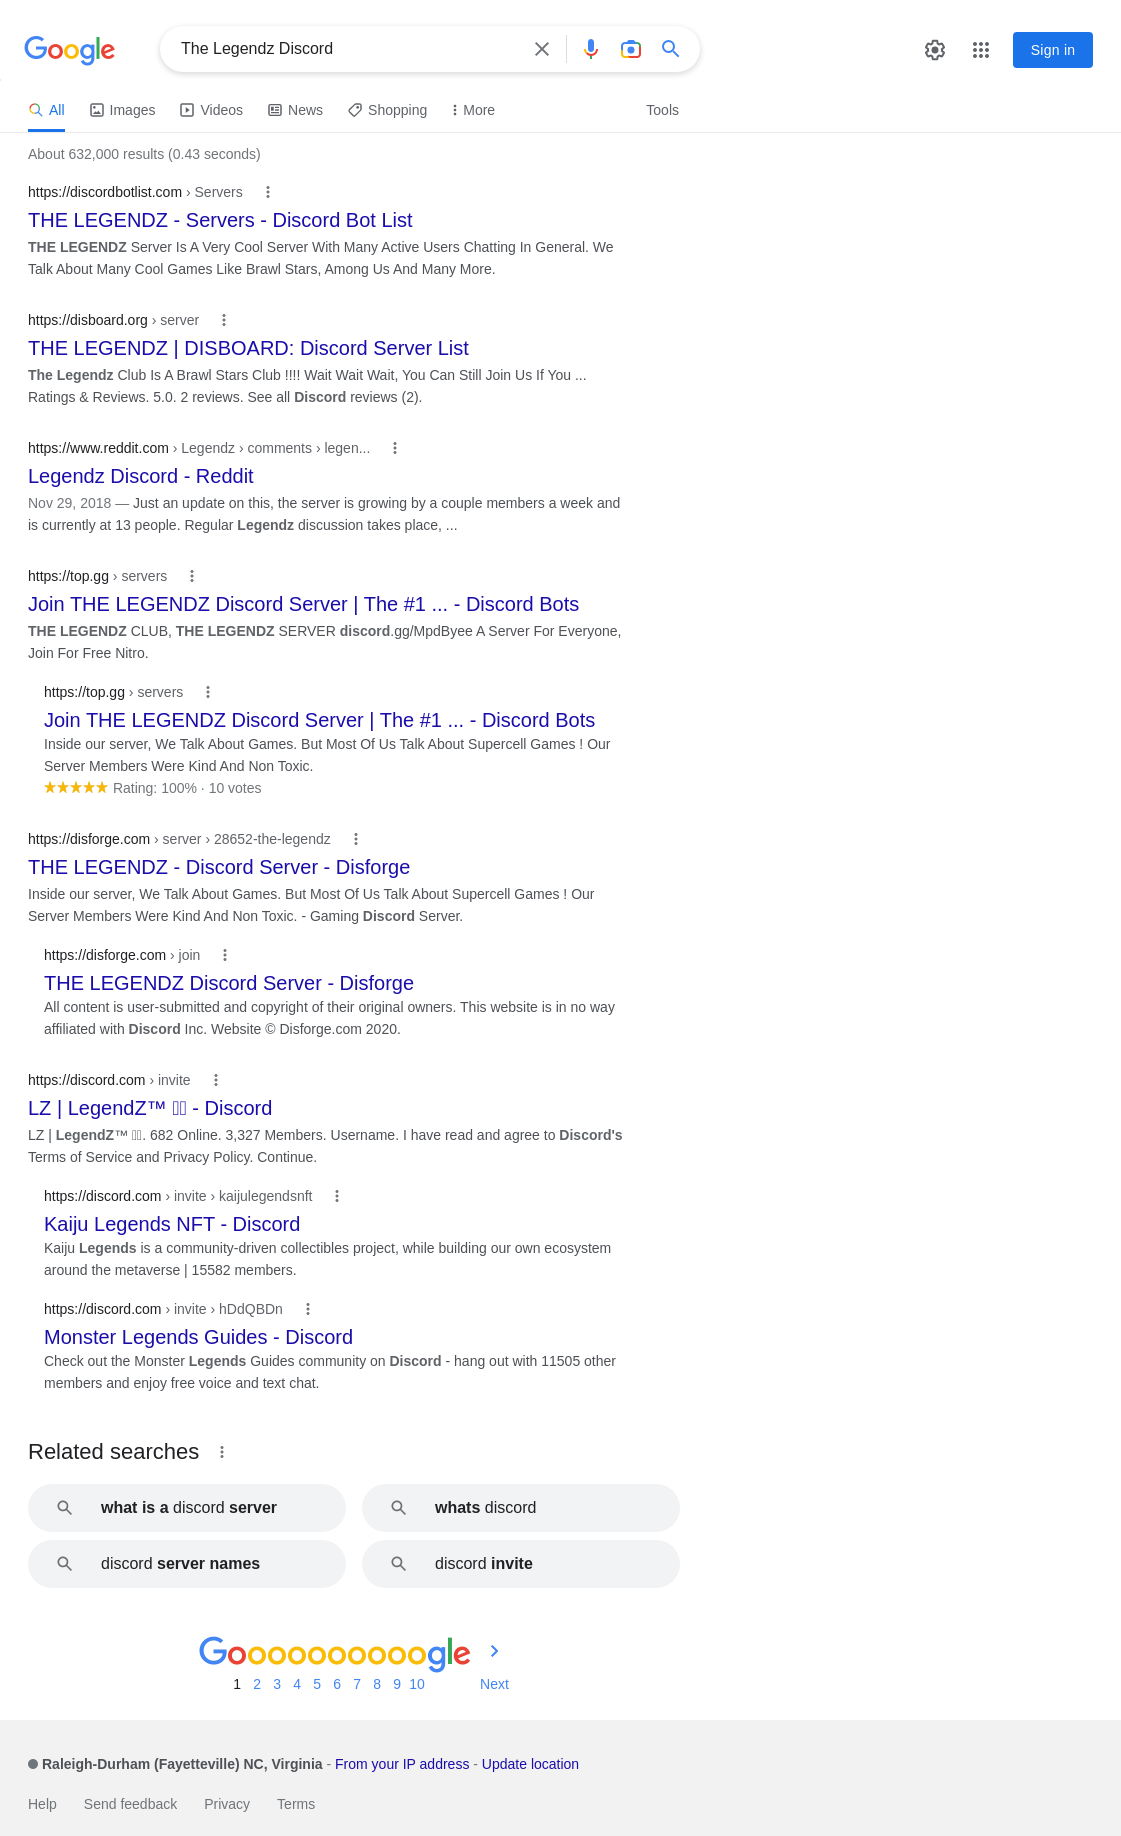 Google
The Legendz Discord
Sign in
All Images Videos News Shopping More Tools
About 632,000 results (0.43 seconds)
https://discordbotlist.com › Servers
THE LEGENDZ - Servers - Discord Bot List
THE LEGENDZ Server Is A Very Cool Server With Many Active Users Chatting In General. We
Talk About Many Cool Games Like Brawl Stars, Among Us And Many More.
https://disboard.org › server
THE LEGENDZ | DISBOARD: Discord Server List
The Legendz Club Is A Brawl Stars Club !!!! Wait Wait Wait, You Can Still Join Us If You ...
Ratings & Reviews. 5.0. 2 reviews. See all Discord reviews (2).
https://www.reddit.com › Legendz › comments › legen...
Legendz Discord - Reddit
Nov 29, 2018 — Just an update on this, the server is growing by a couple members a week and
is currently at 13 people. Regular Legendz discussion takes place, ...
https://top.gg › servers
Join THE LEGENDZ Discord Server | The #1 ... - Discord Bots
THE LEGENDZ CLUB, THE LEGENDZ SERVER discord.gg/MpdByee A Server For Everyone,
Join For Free Nitro.
https://top.gg › servers
Join THE LEGENDZ Discord Server | The #1 ... - Discord Bots
Inside our server, We Talk About Games. But Most Of Us Talk About Supercell Games ! Our
Server Members Were Kind And Non Toxic.
Rating: 100% · 10 votes
https://disforge.com › server › 28652-the-legendz
THE LEGENDZ - Discord Server - Disforge
Inside our server, We Talk About Games. But Most Of Us Talk About Supercell Games ! Our
Server Members Were Kind And Non Toxic. - Gaming Discord Server.
https://disforge.com › join
THE LEGENDZ Discord Server - Disforge
All content is user-submitted and copyright of their original owners. This website is in no way
affiliated with Discord Inc. Website © Disforge.com 2020.
https://discord.com › invite
LZ | LegendZ™ - Discord
LZ | LegendZ™ . 682 Online. 3,327 Members. Username. I have read and agree to Discord's
Terms of Service and Privacy Policy. Continue.
https://discord.com › invite › kaijulegendsnft
Kaiju Legends NFT - Discord
Kaiju Legends is a community-driven collectibles project, while building our own ecosystem
around the metaverse | 15582 members.
https://discord.com › invite › hDdQBDn
Monster Legends Guides - Discord
Check out the Monster Legends Guides community on Discord - hang out with 11505 other
members and enjoy free voice and text chat.
Related searches
what is a discord server
whats discord
discord server names
discord invite
Goooooooooogle
1 2 3 4 5 6 7 8 9 10 Next
Raleigh-Durham (Fayetteville) NC, Virginia - From your IP address - Update location
Help Send feedback Privacy Terms